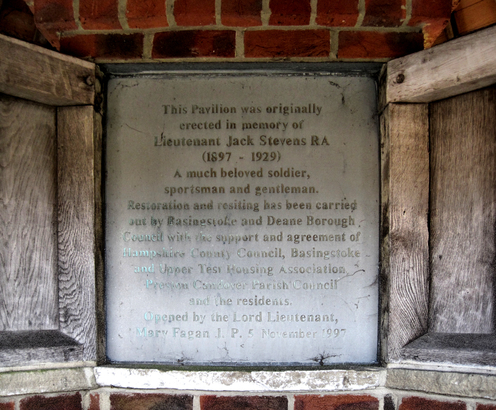 This Pavilion was originally
erected in memory of
Lieutenant Jack Stevens RA
(1897 - 1929)
A much beloved soldier,
sportsman and gentleman.
Restoration and resiting has been carried
out by Basingstoke and Deane Borough
Council with the support and agreement of
Hampshire County Council, Basingstoke
and Upper Test Housing Association
Preston Candover Parish Council
and the residents.
Opened by the Lord Lieutenant,
Mary Fagan J. P. 5 November 1997